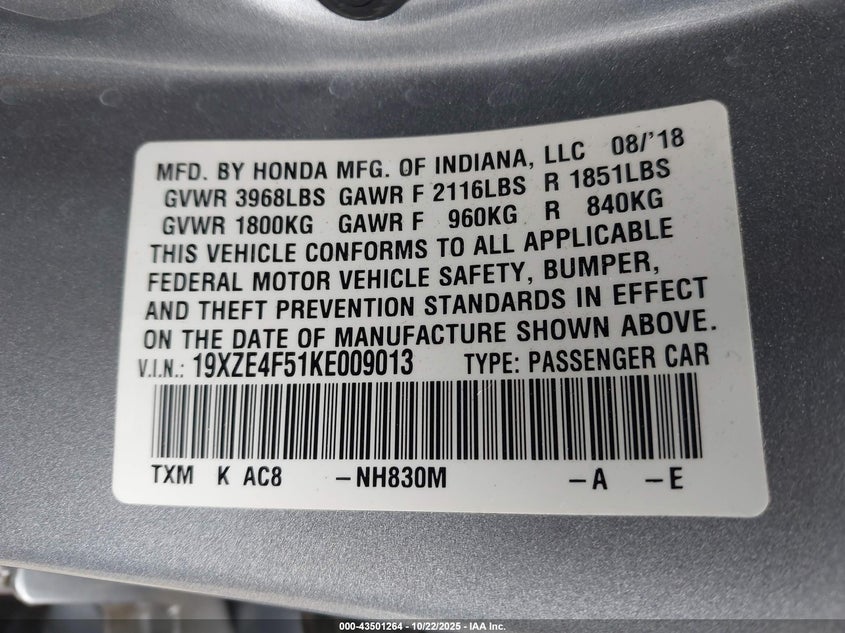 MFD. BY HONDA MFG. OF INDIANA, LLC 08/'18
GVWR 3968LBS GAWR F 2116LBS R 1851LBS
GVWR 1800KG GAWR F 960KG R 840KG
THIS VEHICLE CONFORMS TO ALL APPLICABLE
FEDERAL MOTOR VEHICLE SAFETY, BUMPER,
AND THEFT PREVENTION STANDARDS IN EFFECT
ON THE DATE OF MANUFACTURE SHOWN ABOVE.
V.I.N.: 19XZE4F51KE009013 TYPE: PASSENGER CAR
TXM K AC8 -NH830M -A -E
000-43501264 - 10/22/2025 - IAA Inc.